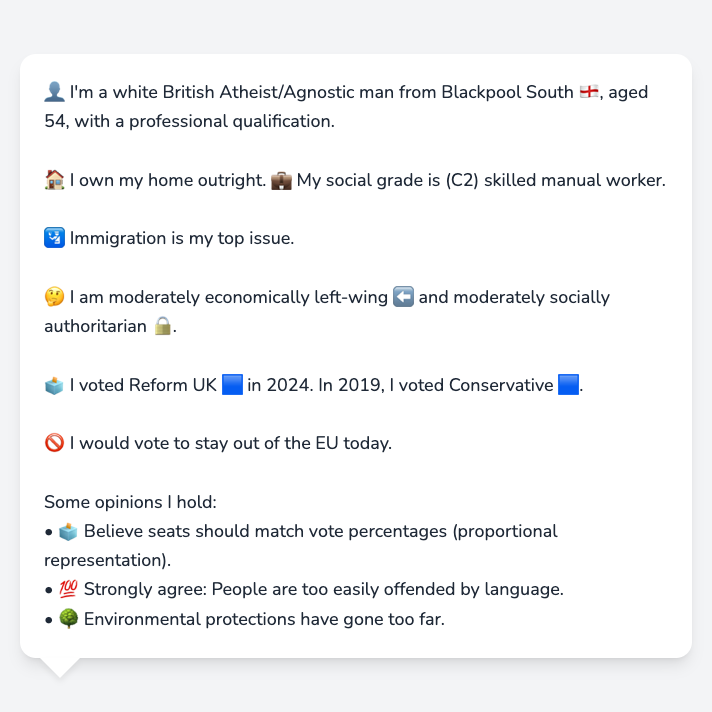 👤 I'm a white British Atheist/Agnostic man from Blackpool South 🏴󠁧󠁢󠁥󠁮󠁧󠁿, aged
54, with a professional qualification.
🏠 I own my home outright. 💼 My social grade is (C2) skilled manual worker.
🛂 Immigration is my top issue.
🤔 I am moderately economically left-wing ⬅️ and moderately socially
authoritarian 🔒.
🗳️ I voted Reform UK 🟦 in 2024. In 2019, I voted Conservative 🟦.
🚫 I would vote to stay out of the EU today.
Some opinions I hold:
• 🗳️ Believe seats should match vote percentages (proportional
representation).
• 💯 Strongly agree: People are too easily offended by language.
• 🌳 Environmental protections have gone too far.